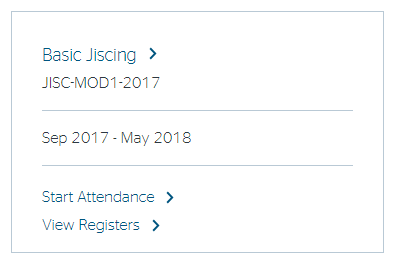 Basic Jiscing
JISC-MOD1-2017
Sep 2017 - May 2018
Start Attendance
View Registers